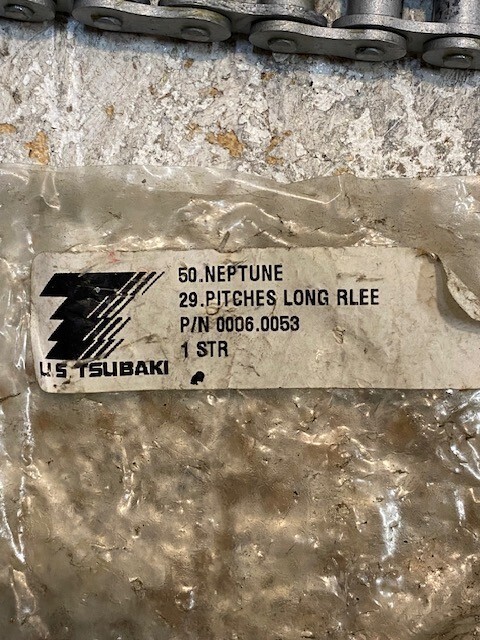 50.NEPTUNE
29.PITCHES LONG RLEE
P/N 0006.0053
1 STR
U.S. TSUBAKI